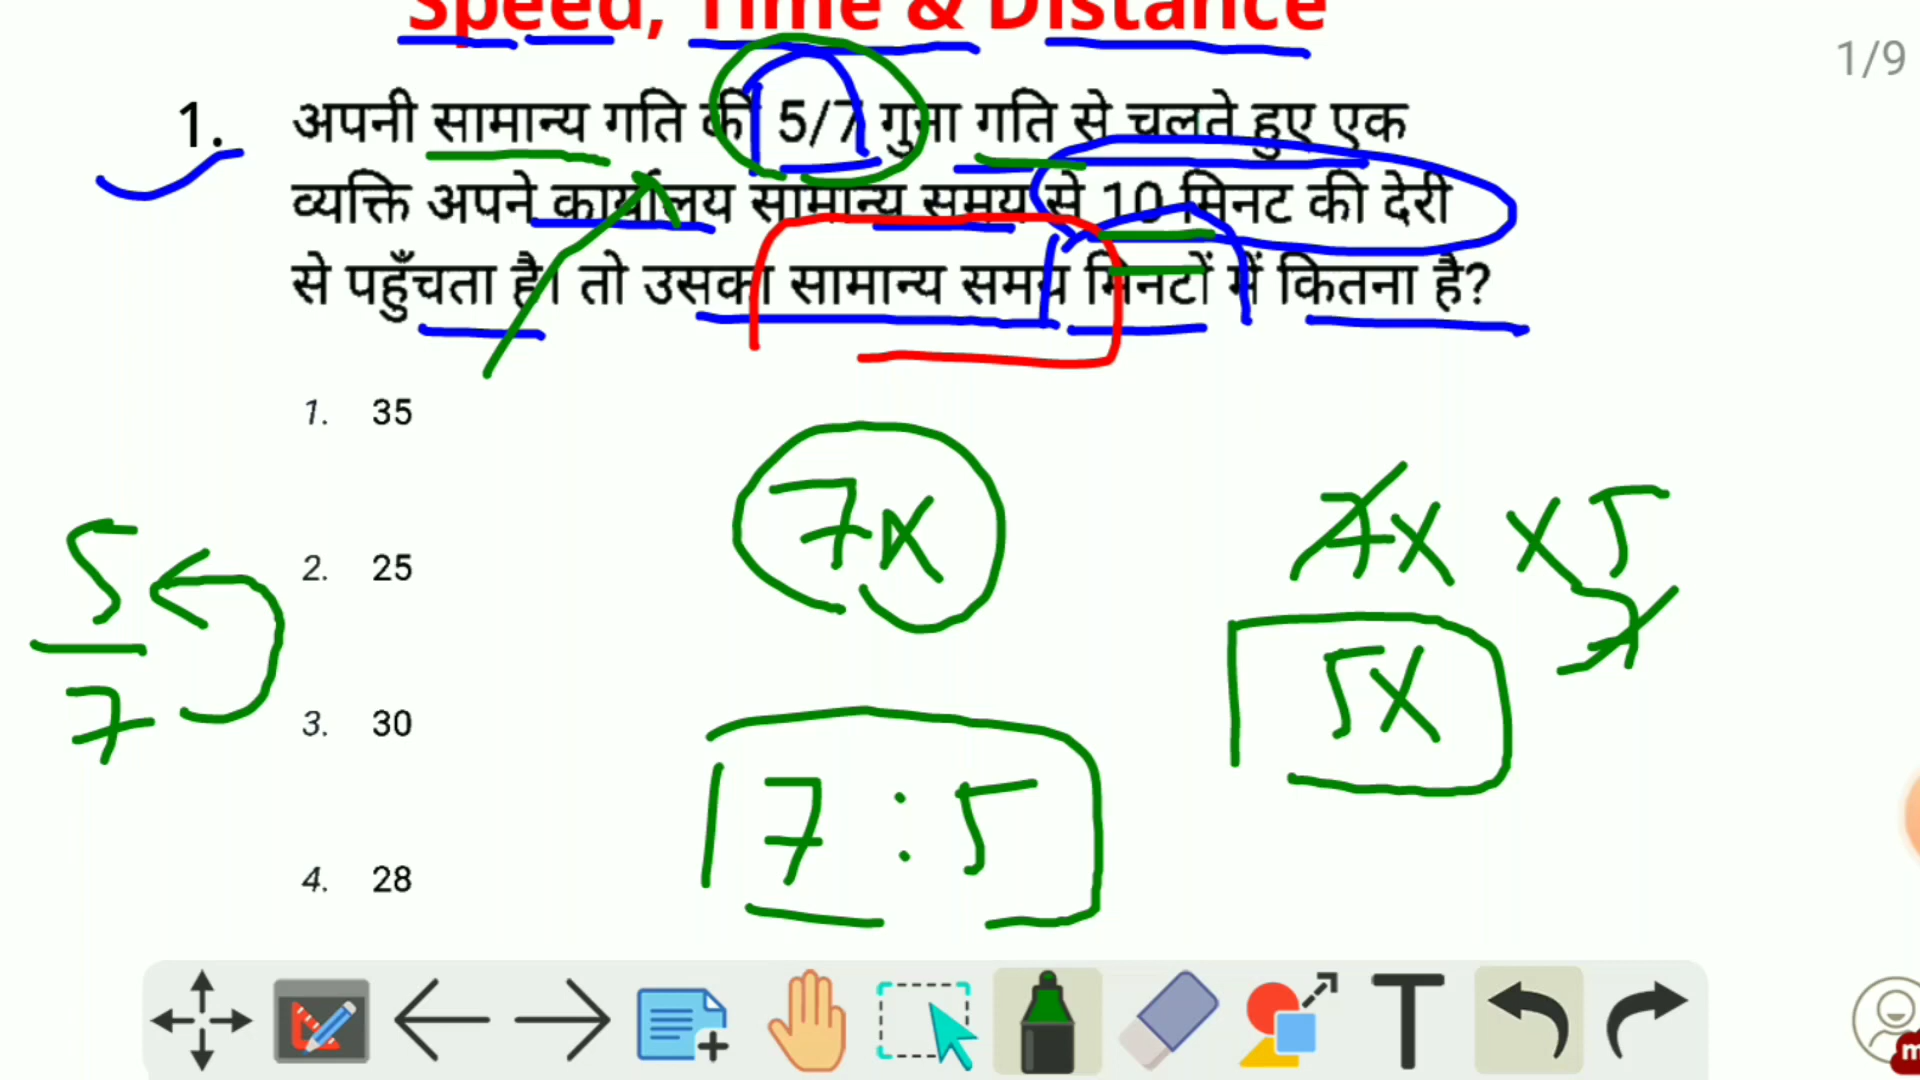 Speed, Time & Distance
1/9
1. अपनी सामान्य गति की 5/7 गुना गति से चलते हुए एक
व्यक्ति अपने कार्यालय सामान्य समय से 10 मिनट की देरी
से पहुँचता है। तो उसका सामान्य समय मिनटों में कितना है?
1. 35
2. 25
3. 30
4. 28
5
7
7x
7x × 5
7
5x
7 : 5
T
m